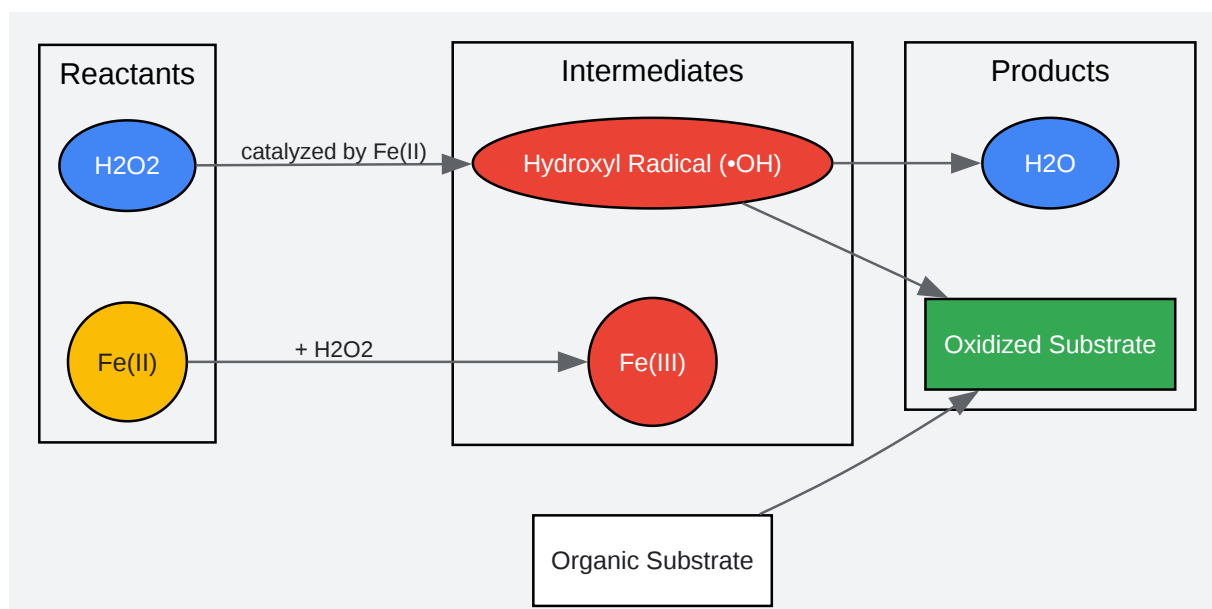 Reactants
Intermediates
Products
H2O2
catalyzed by Fe(II)
Hydroxyl Radical (•OH)
H2O
Fe(II)
+ H2O2
Fe(III)
Oxidized Substrate
Organic Substrate